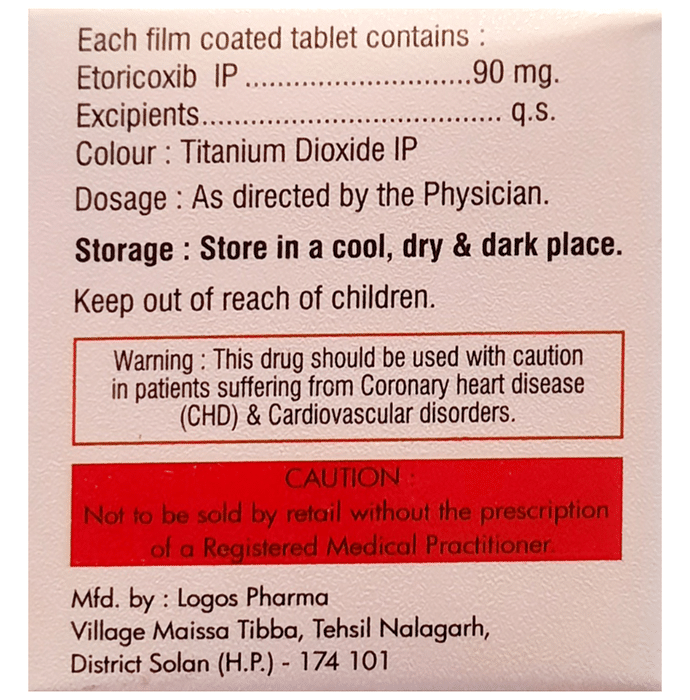 Each film coated tablet contains :
Etoricoxib IP ............................90 mg.
Excipients..................................... q.s.
Colour : Titanium Dioxide IP
Dosage : As directed by the Physician.
Storage : Store in a cool, dry & dark place.
Keep out of reach of children.
Warning : This drug should be used with caution
in patients suffering from Coronary heart disease
(CHD) & Cardiovascular disorders.
CAUTION :
Not to be sold by retail without the prescription
of a Registered Medical Practitioner.
Mfd. by : Logos Pharma
Village Maissa Tibba, Tehsil Nalagarh,
District Solan (H.P.) - 174 101